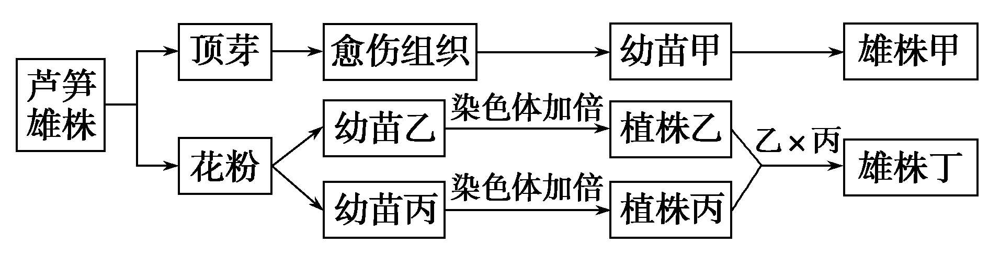 芦笋
雄株
顶芽
愈伤组织
幼苗甲
雄株甲
花粉
幼苗乙
染色体加倍
植株乙
幼苗丙
染色体加倍
植株丙
乙×丙
雄株丁